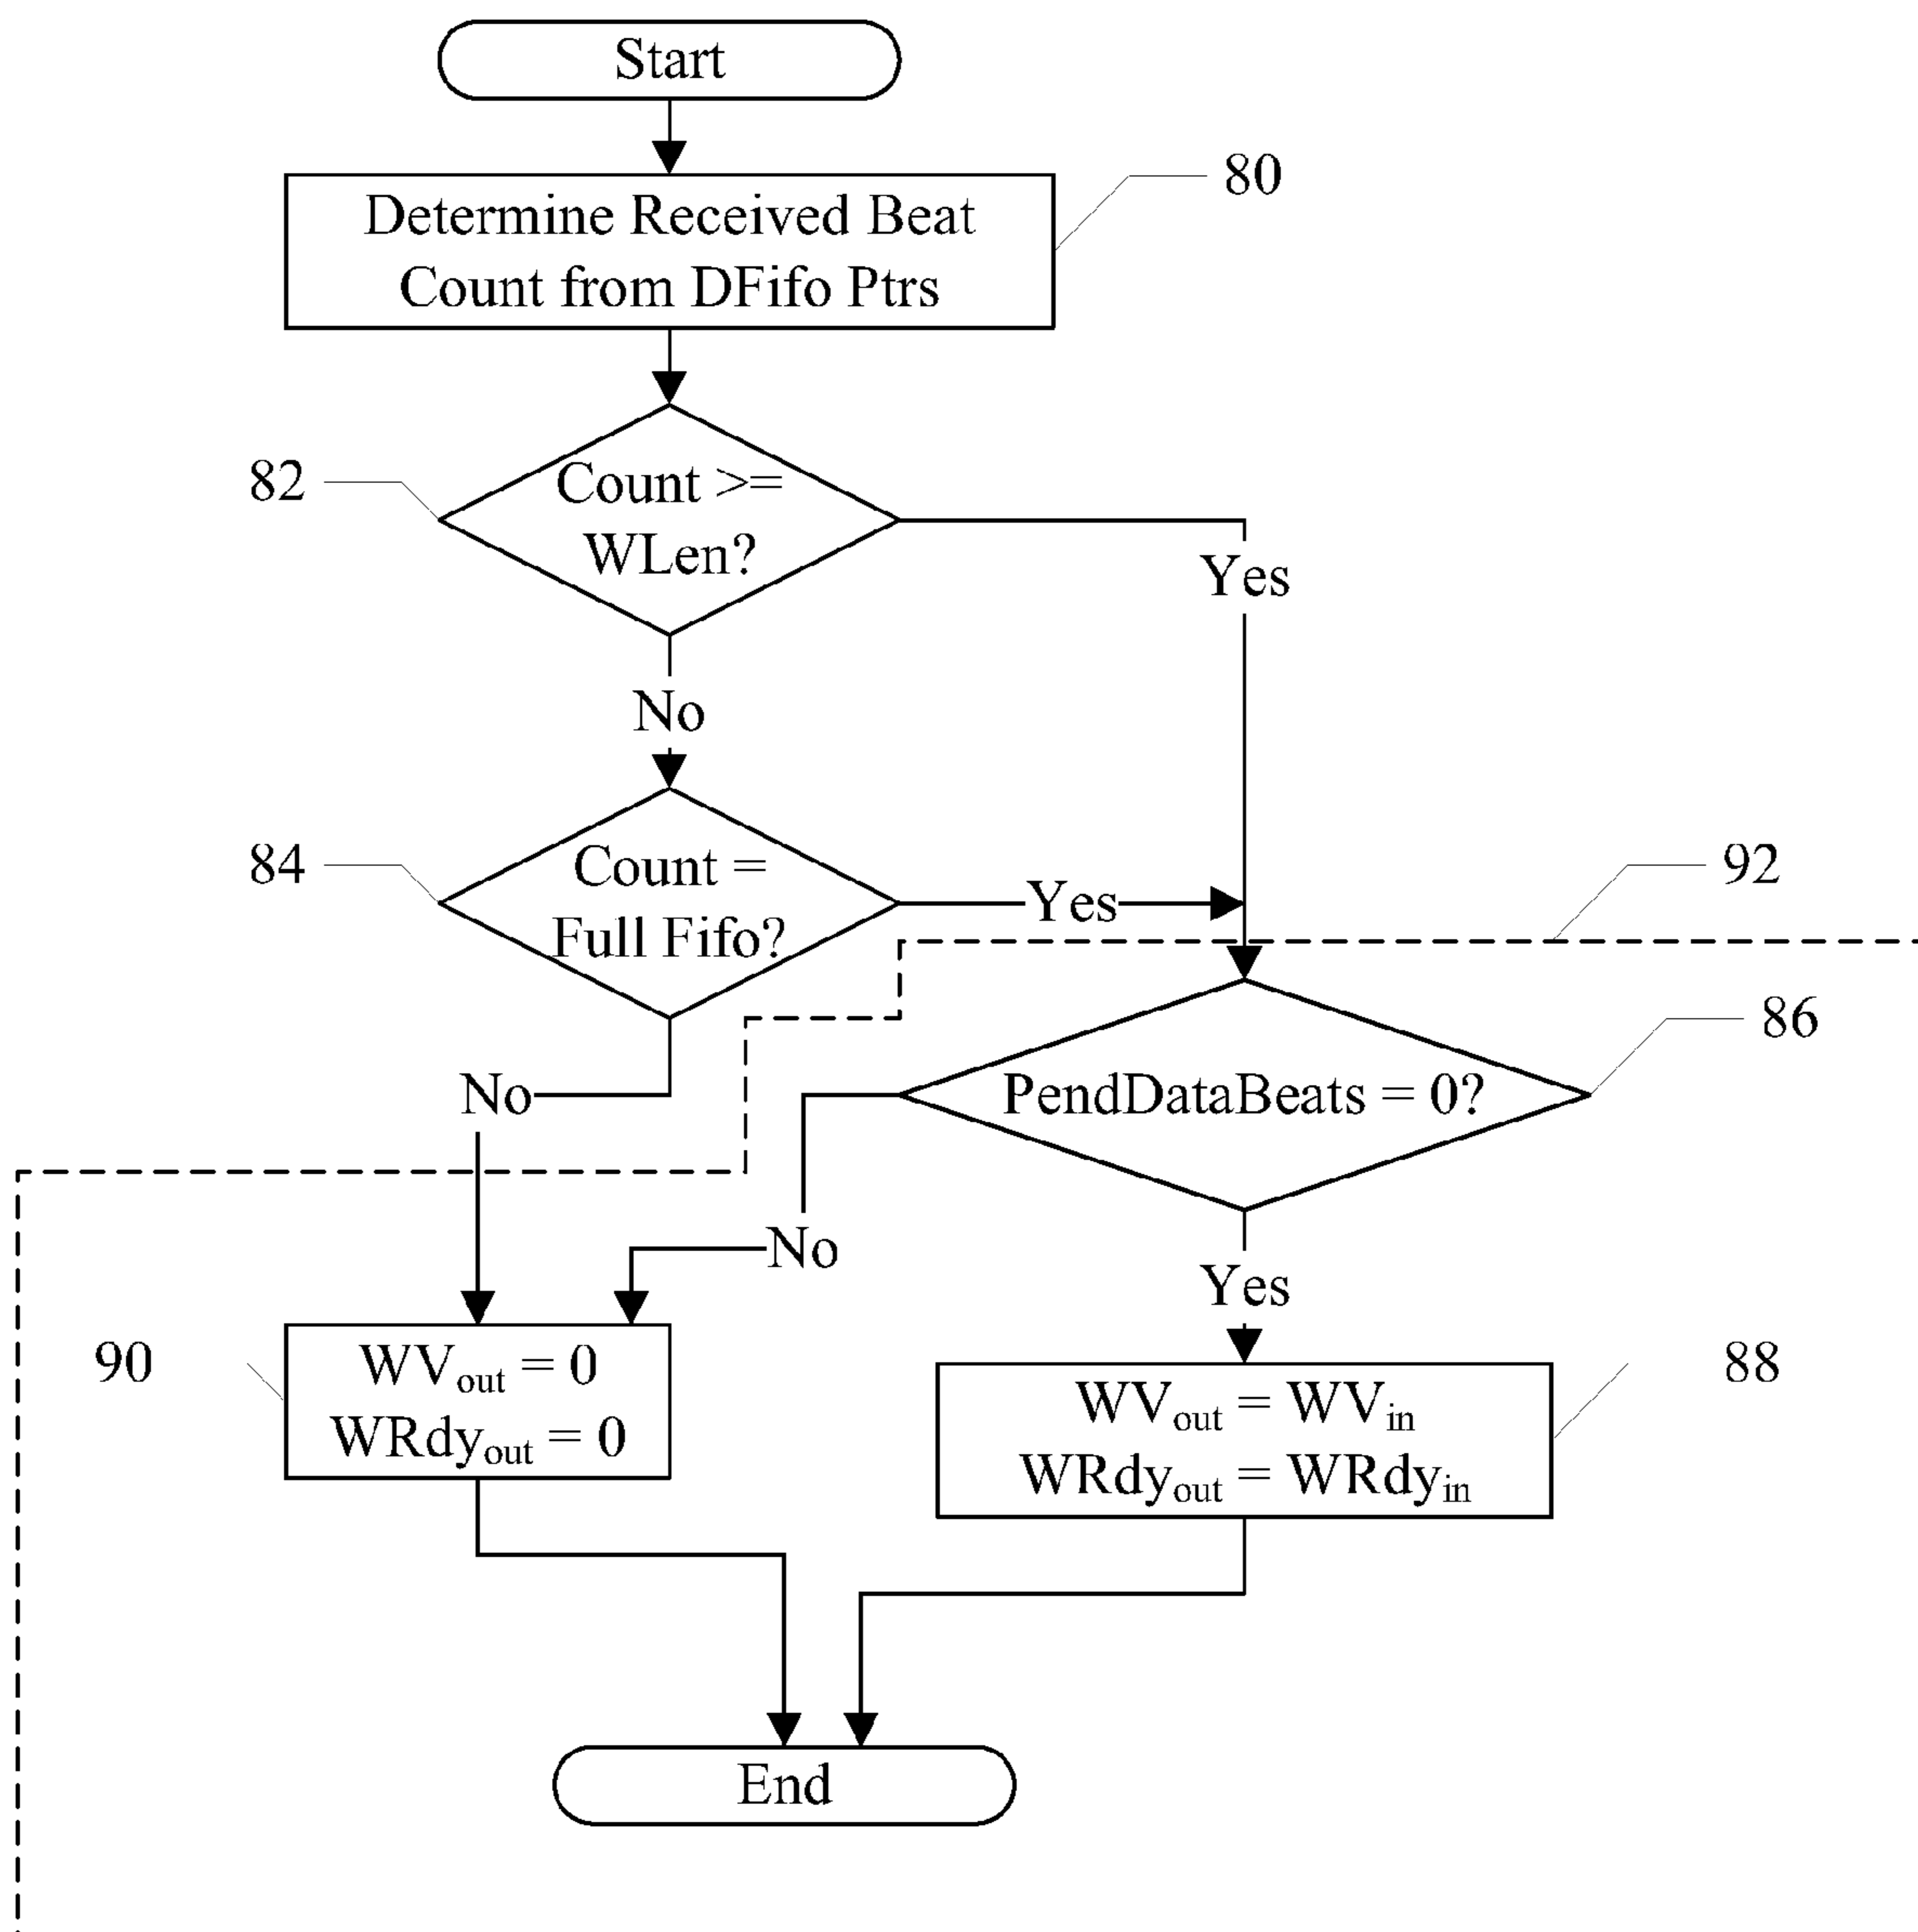 Start
80
Determine Received Beat
Count from DFifo Ptrs
82
Count >=
WLen?
Yes
No
84
Count =
Full Fifo?
Yes
92
86
PendDataBeats = 0?
No
No
Yes
90
WVout = 0
WRdyout = 0
88
WVout = WVin
WRdyout = WRdyin
End